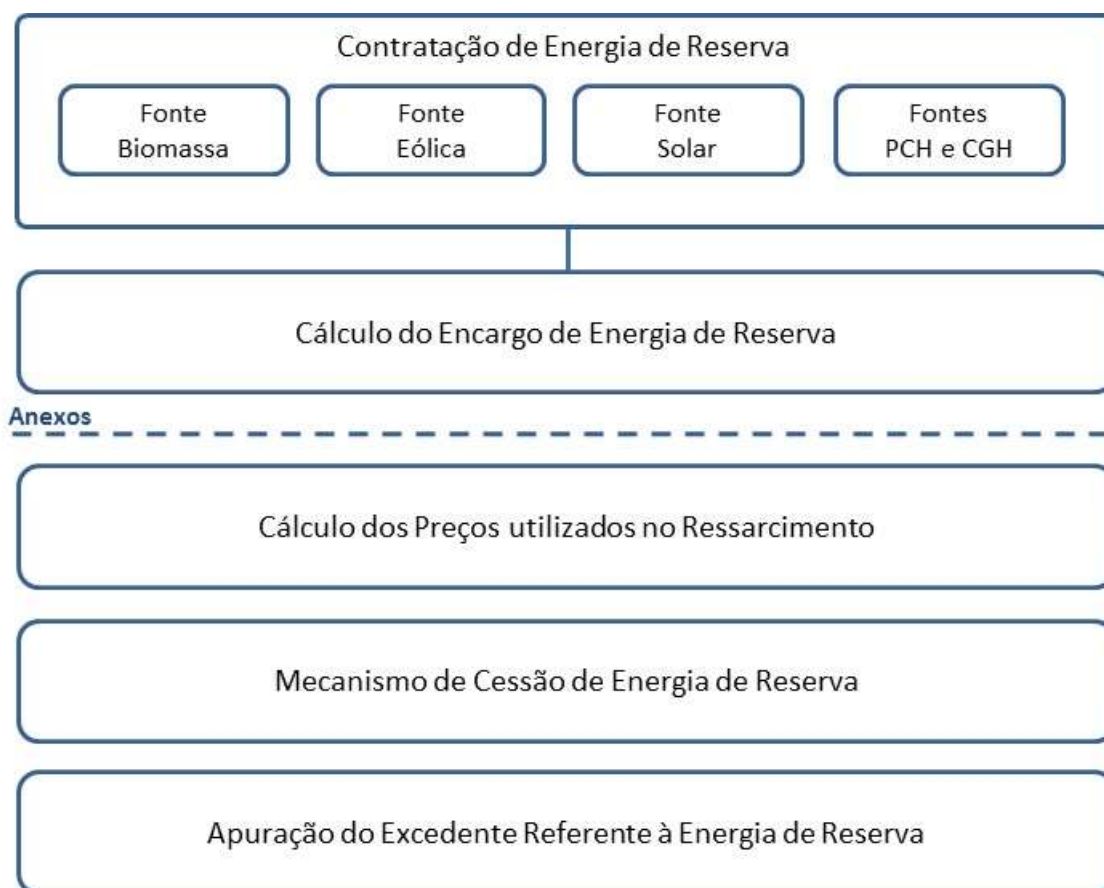 Contratação de Energia de Reserva
Fonte
Biomassa
Fonte
Eólica
Fonte
Solar
Fontes
PCH e CGH
Cálculo do Encargo de Energia de Reserva
Anexos
Cálculo dos Preços utilizados no Ressarcimento
Mecanismo de Cessão de Energia de Reserva
Apuração do Excedente Referente à Energia de Reserva